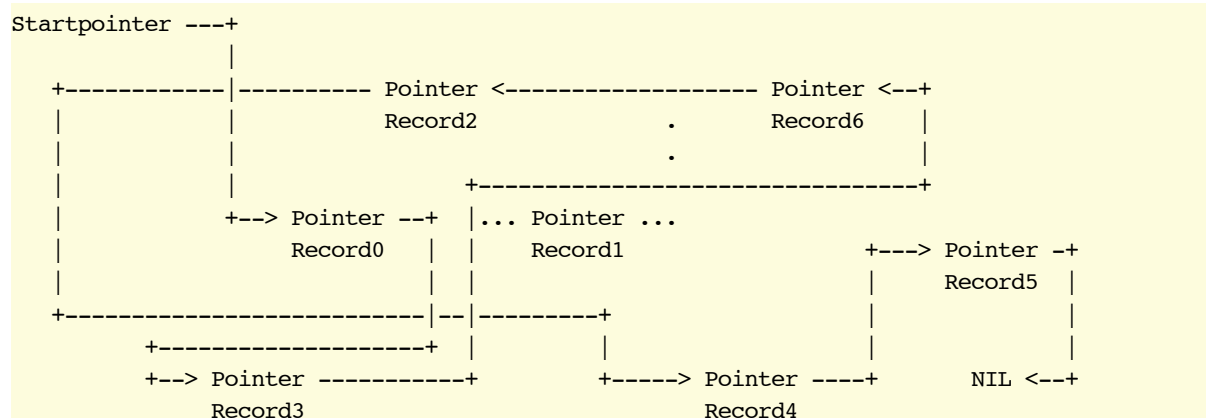 Startpointer ---+
                |
   +------------|---------- Pointer <------------------- Pointer <--+
   |            |           Record2              .       Record6    |
   |            |                                .                  |
   |            |                 +---------------------------------+
   |            +--> Pointer --+  |... Pointer ...
   |                 Record0   |  |    Record1                  +---> Pointer -+
   |                           |  |                             |     Record5  |
   +---------------------------|--|---------+                   |              |
         +--------------------+   |         |                   |              |
         +--> Pointer -----------+          +-----> Pointer ----+      NIL <--+
              Record3                               Record4